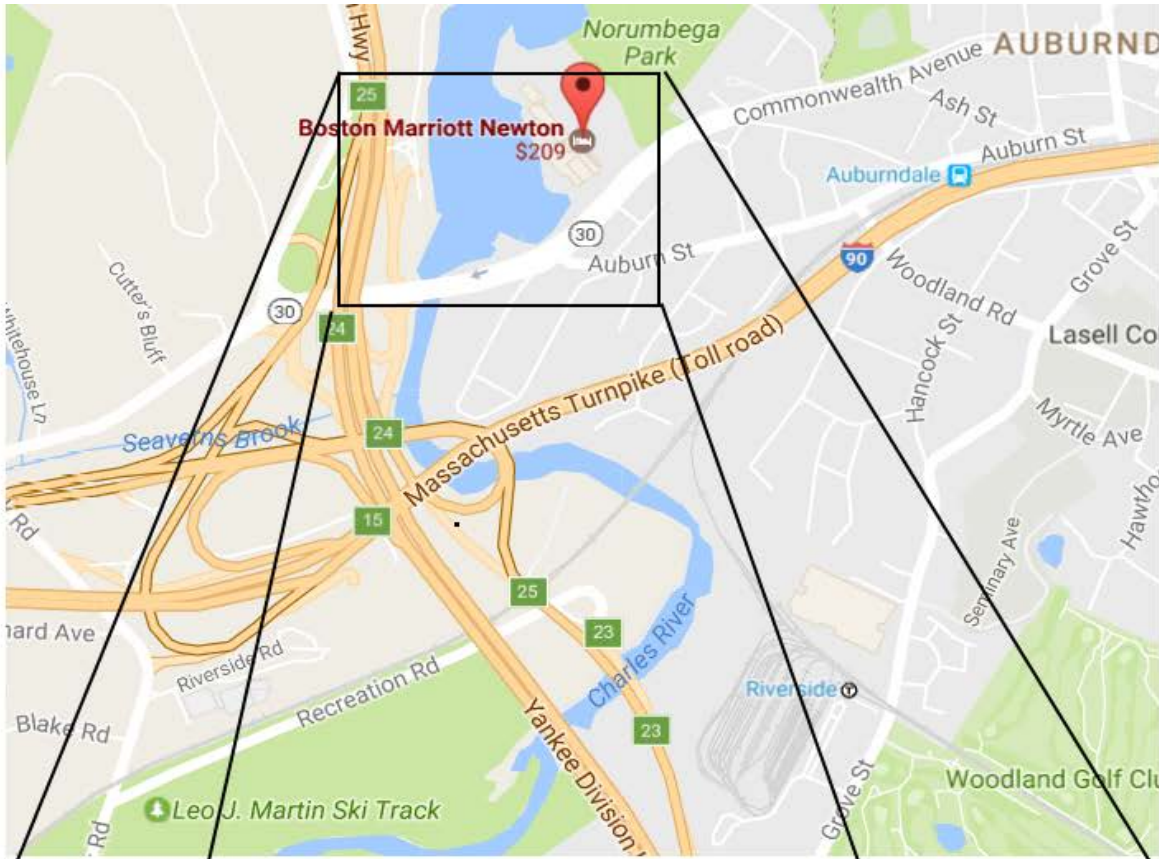 Hwy
Norumbega
Park
AUBURND
Commonwealth Avenue
25
Ash St
Boston Marriott Newton
$209
Auburn St
Auburndale
30
Auburn St
90
Woodland Rd
Grove St
Cutter's Bluff
30
24
Whitehouse Ln
Lasell Co
Hancock St
Massachusetts Turnpike (Toll road)
Myrtle Ave
Seaverns Brook
24
Hawtho
15
Rd
Seminary Ave
25
hard Ave
23
Charles River
Riverside Rd
Recreation Rd
Riverside
T
Blake Rd
Yankee Division
23
Woodland Golf Clu
Leo J. Martin Ski Track
Grove St
Rd